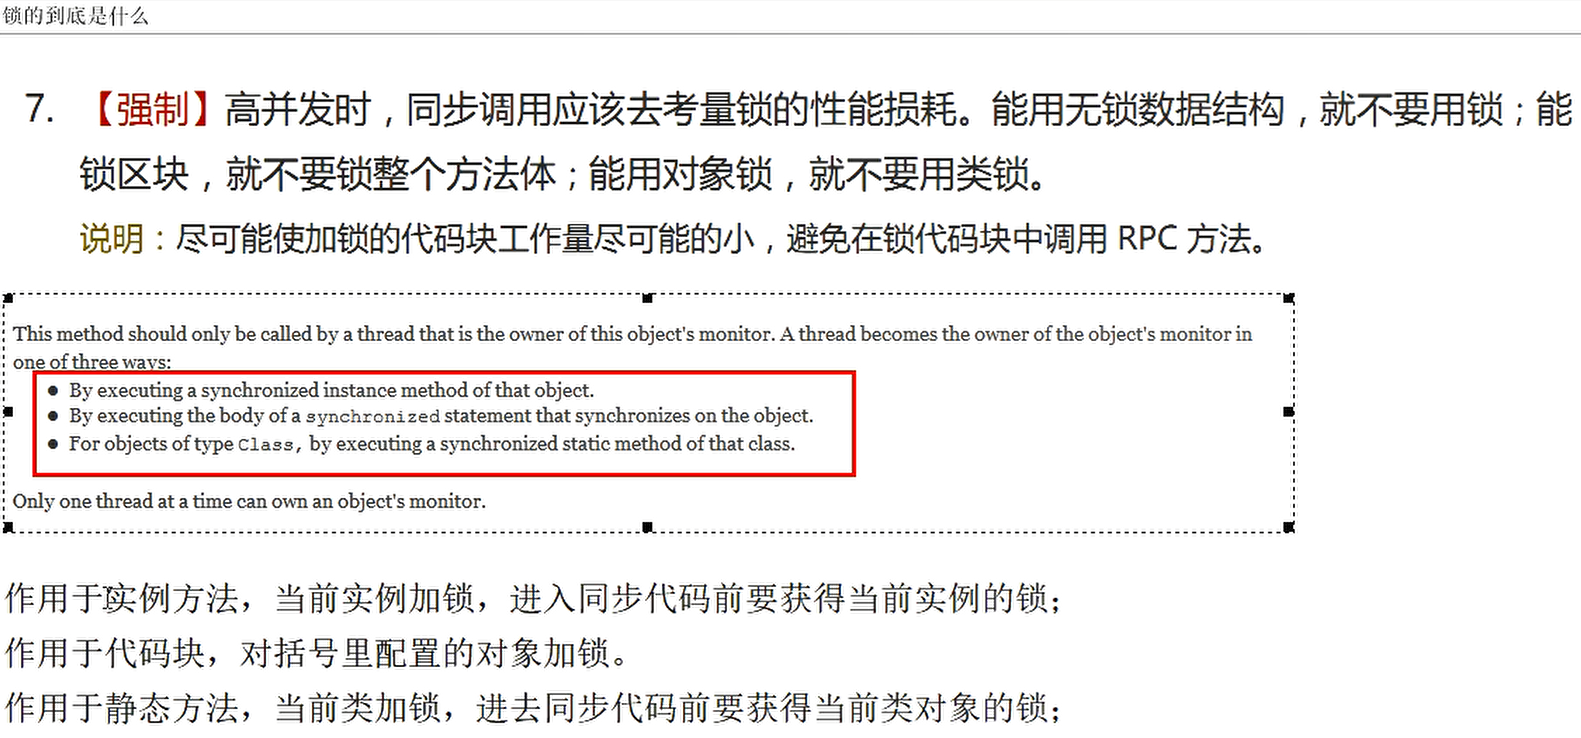 锁的到底是什么
7. 【强制】高并发时，同步调用应该去考量锁的性能损耗。能用无锁数据结构，就不要用锁；能
锁区块，就不要锁整个方法体；能用对象锁，就不要用类锁。
说明：尽可能使加锁的代码块工作量尽可能的小，避免在锁代码块中调用 RPC 方法。
This method should only be called by a thread that is the owner of this object's monitor. A thread becomes the owner of the object's monitor in
one of three ways:
● By executing a synchronized instance method of that object.
● By executing the body of a synchronized statement that synchronizes on the object.
● For objects of type Class, by executing a synchronized static method of that class.
Only one thread at a time can own an object's monitor.
作用于实例方法，当前实例加锁，进入同步代码前要获得当前实例的锁；
作用于代码块，对括号里配置的对象加锁。
作用于静态方法，当前类加锁，进去同步代码前要获得当前类对象的锁；